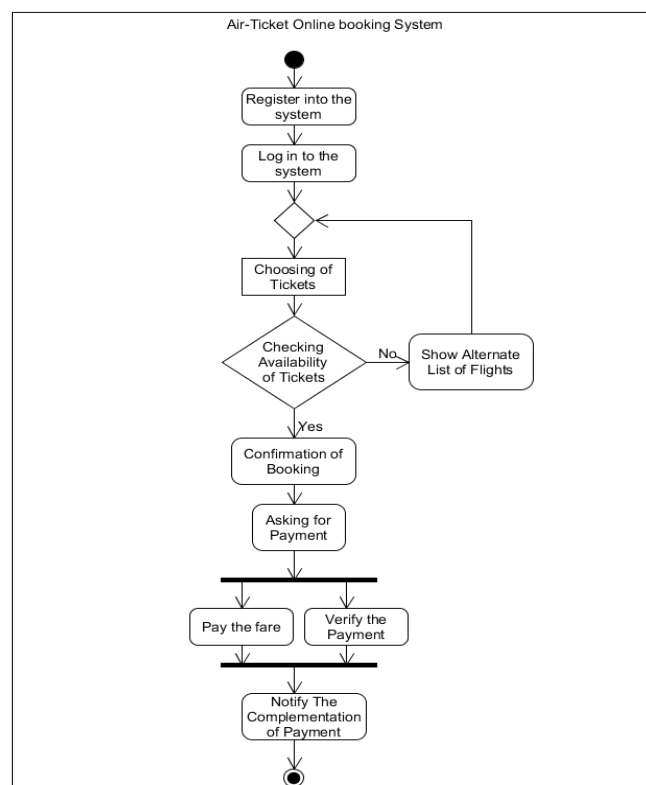 Air-Ticket Online booking System
Register into the
system
Log in to the
system
Choosing of
Tickets
Checking
Availability
of Tickets
No
Show Alternate
List of Flights
Yes
Confirmation of
Booking
Asking for
Payment
Pay the fare
Verify the
Payment
Notify The
Complementation
of Payment